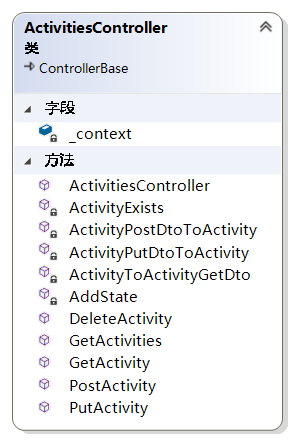 ActivitiesController
类
ControllerBase
字段
_context
方法
ActivitiesController
ActivityExists
ActivityPostDtoToActivity
ActivityPutDtoToActivity
ActivityToActivityGetDto
AddState
DeleteActivity
GetActivities
GetActivity
PostActivity
PutActivity